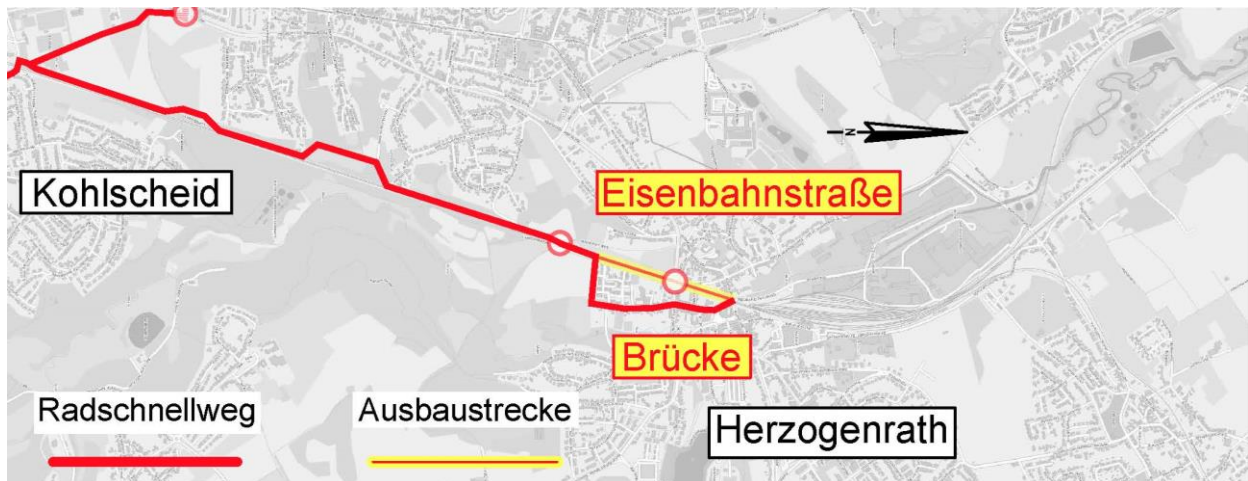 N
Eisenbahnstraße
Kohlscheid
Brücke
Radschnellweg
Ausbaustrecke
Herzogenrath